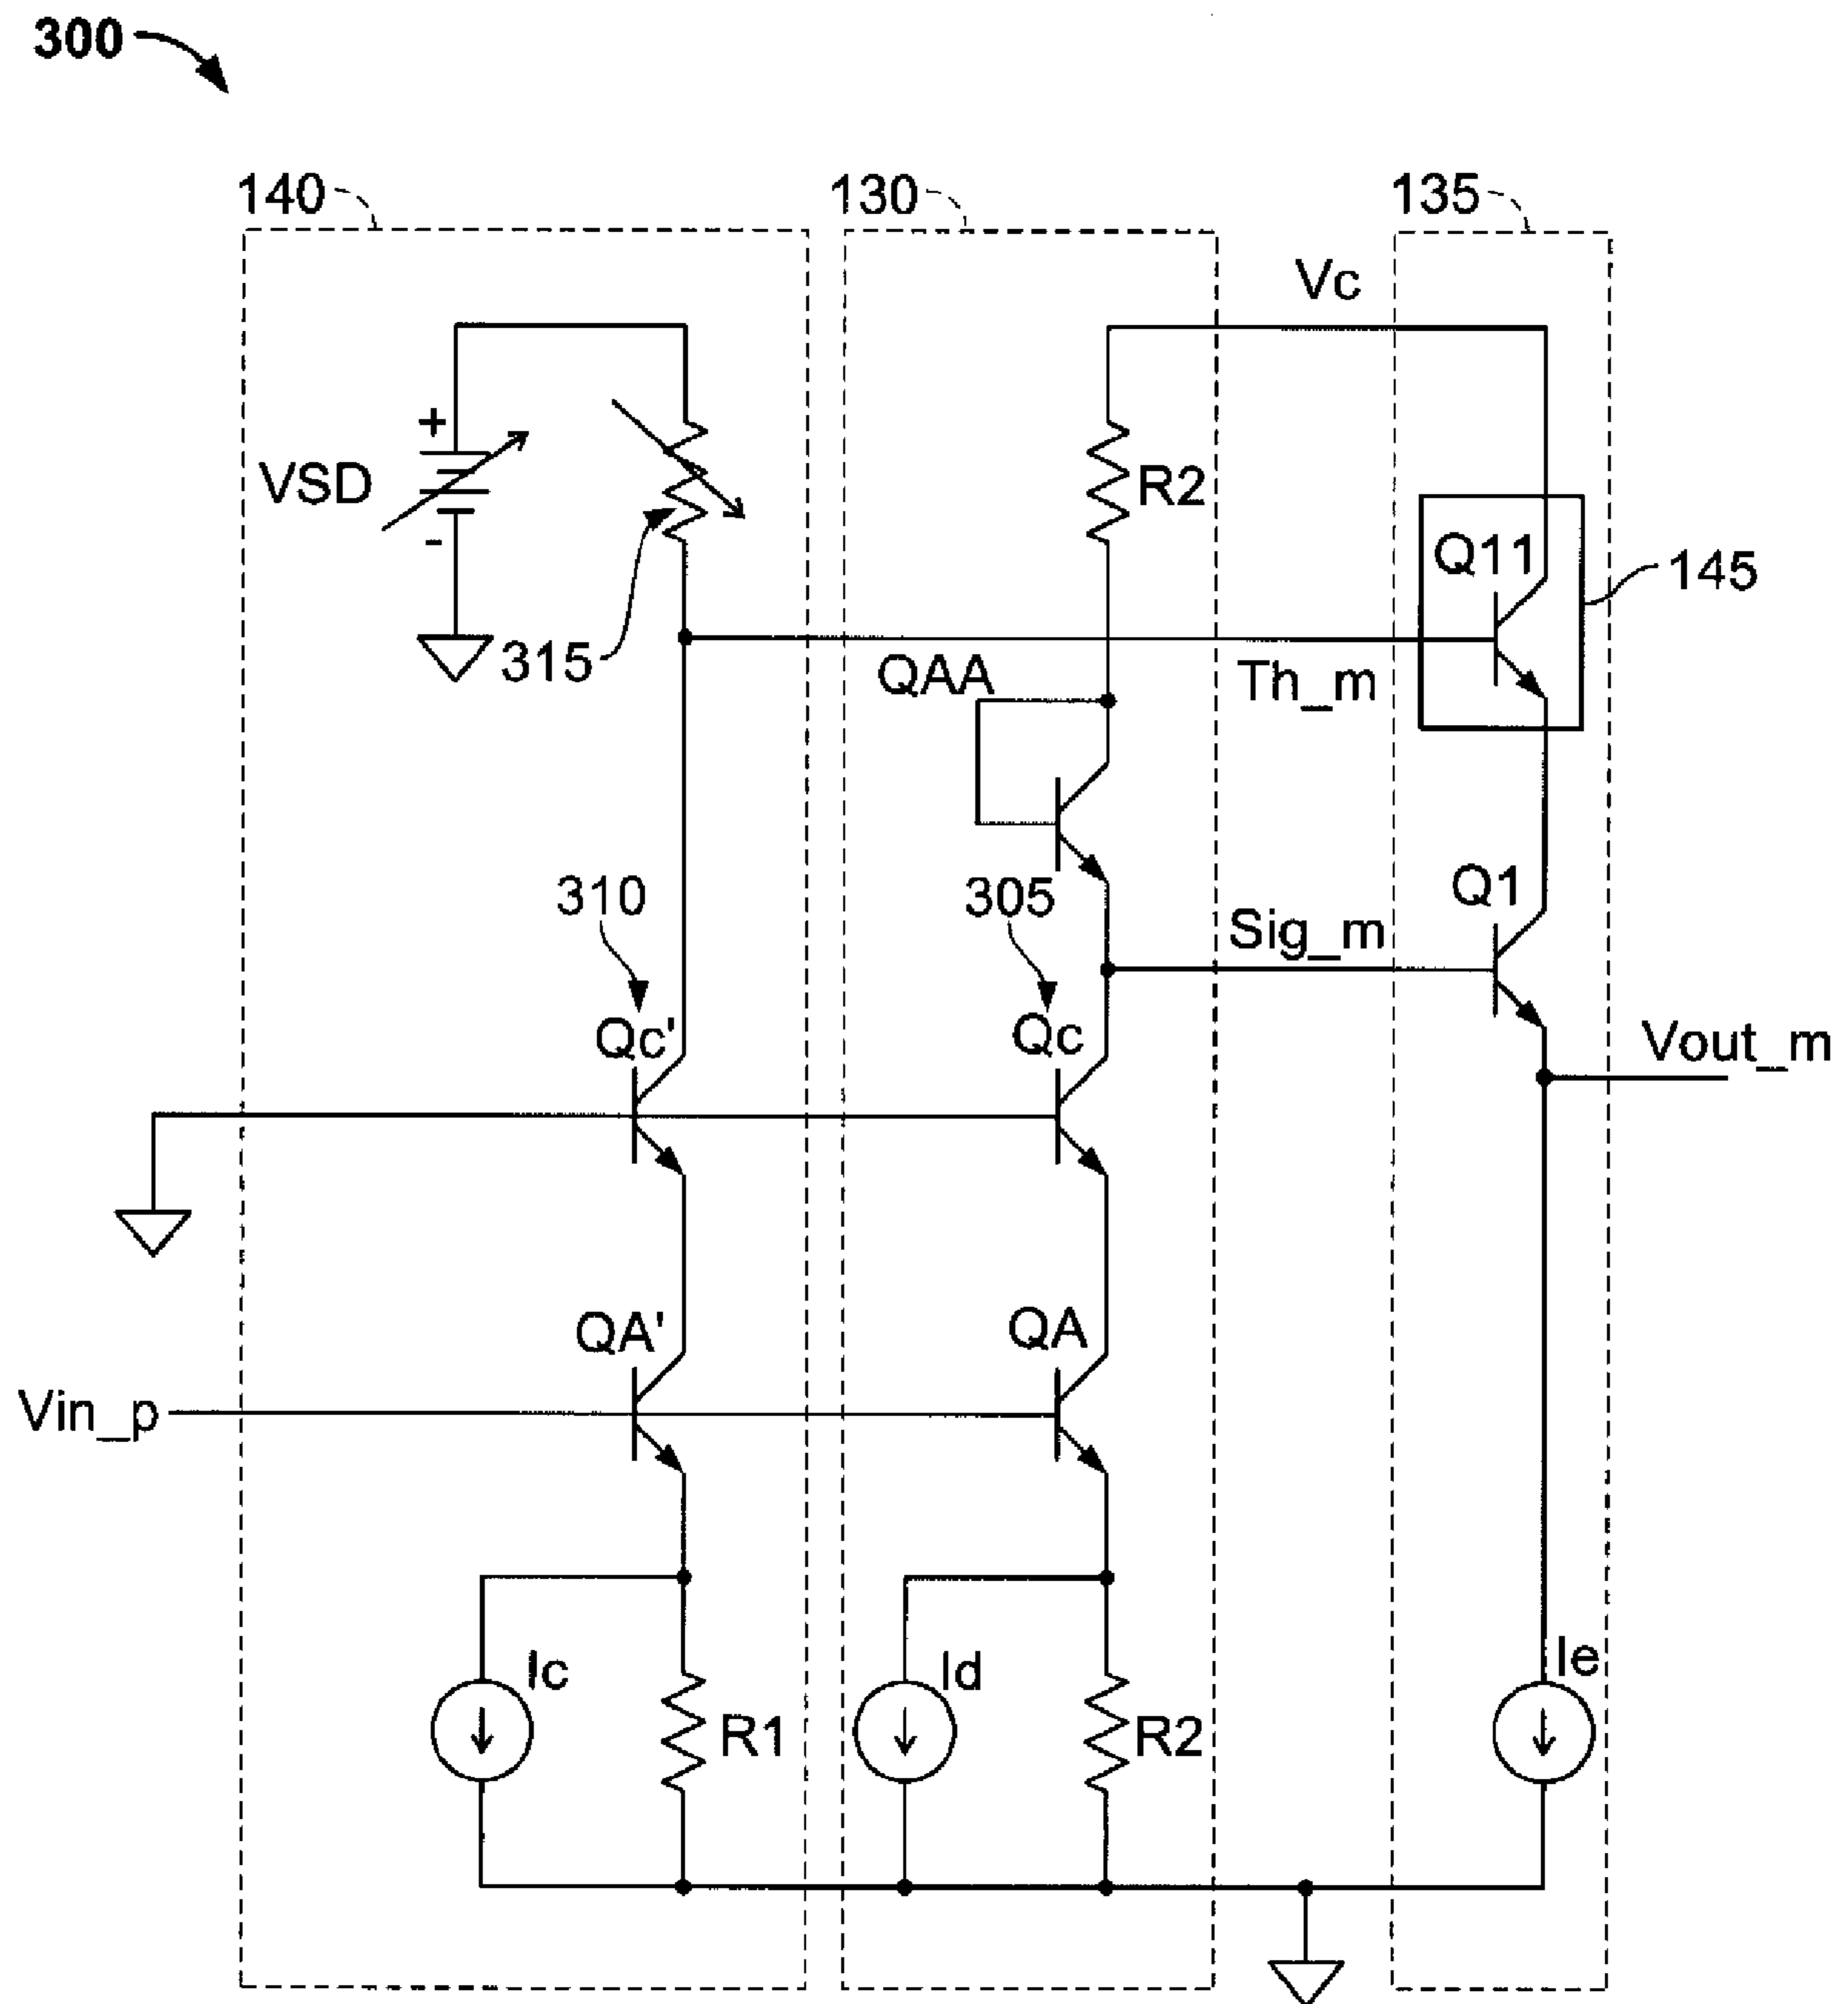 300
140
130
135
Vc
+
VSD
-
R2
Q11
145
315
QAA
Th_m
310
305
Q1
Sig_m
Qc'
Qc
Vout_m
QA'
QA
Vin_p
Ic
R1
Id
R2
Ie